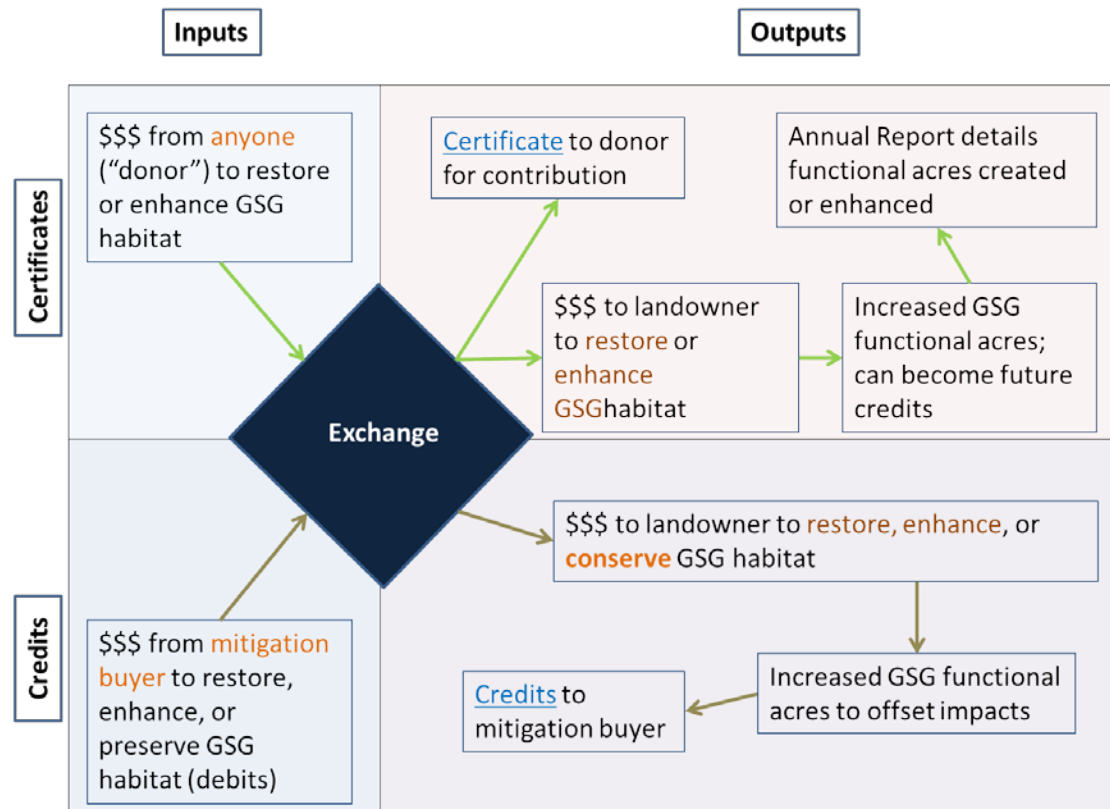 Inputs
Outputs
Certificates
$$$ from anyone
("donor") to restore
or enhance GSG
habitat
Certificate to donor
for contribution
Annual Report details
functional acres created
or enhanced
$$$ to landowner
to restore or
enhance
GSGhabitat
Increased GSG
functional acres;
can become future
credits
Exchange
Credits
$$$ from mitigation
buyer to restore,
enhance, or
preserve GSG
habitat (debits)
$$$ to landowner to restore, enhance, or
conserve GSG habitat
Increased GSG functional
acres to offset impacts
Credits to
mitigation buyer